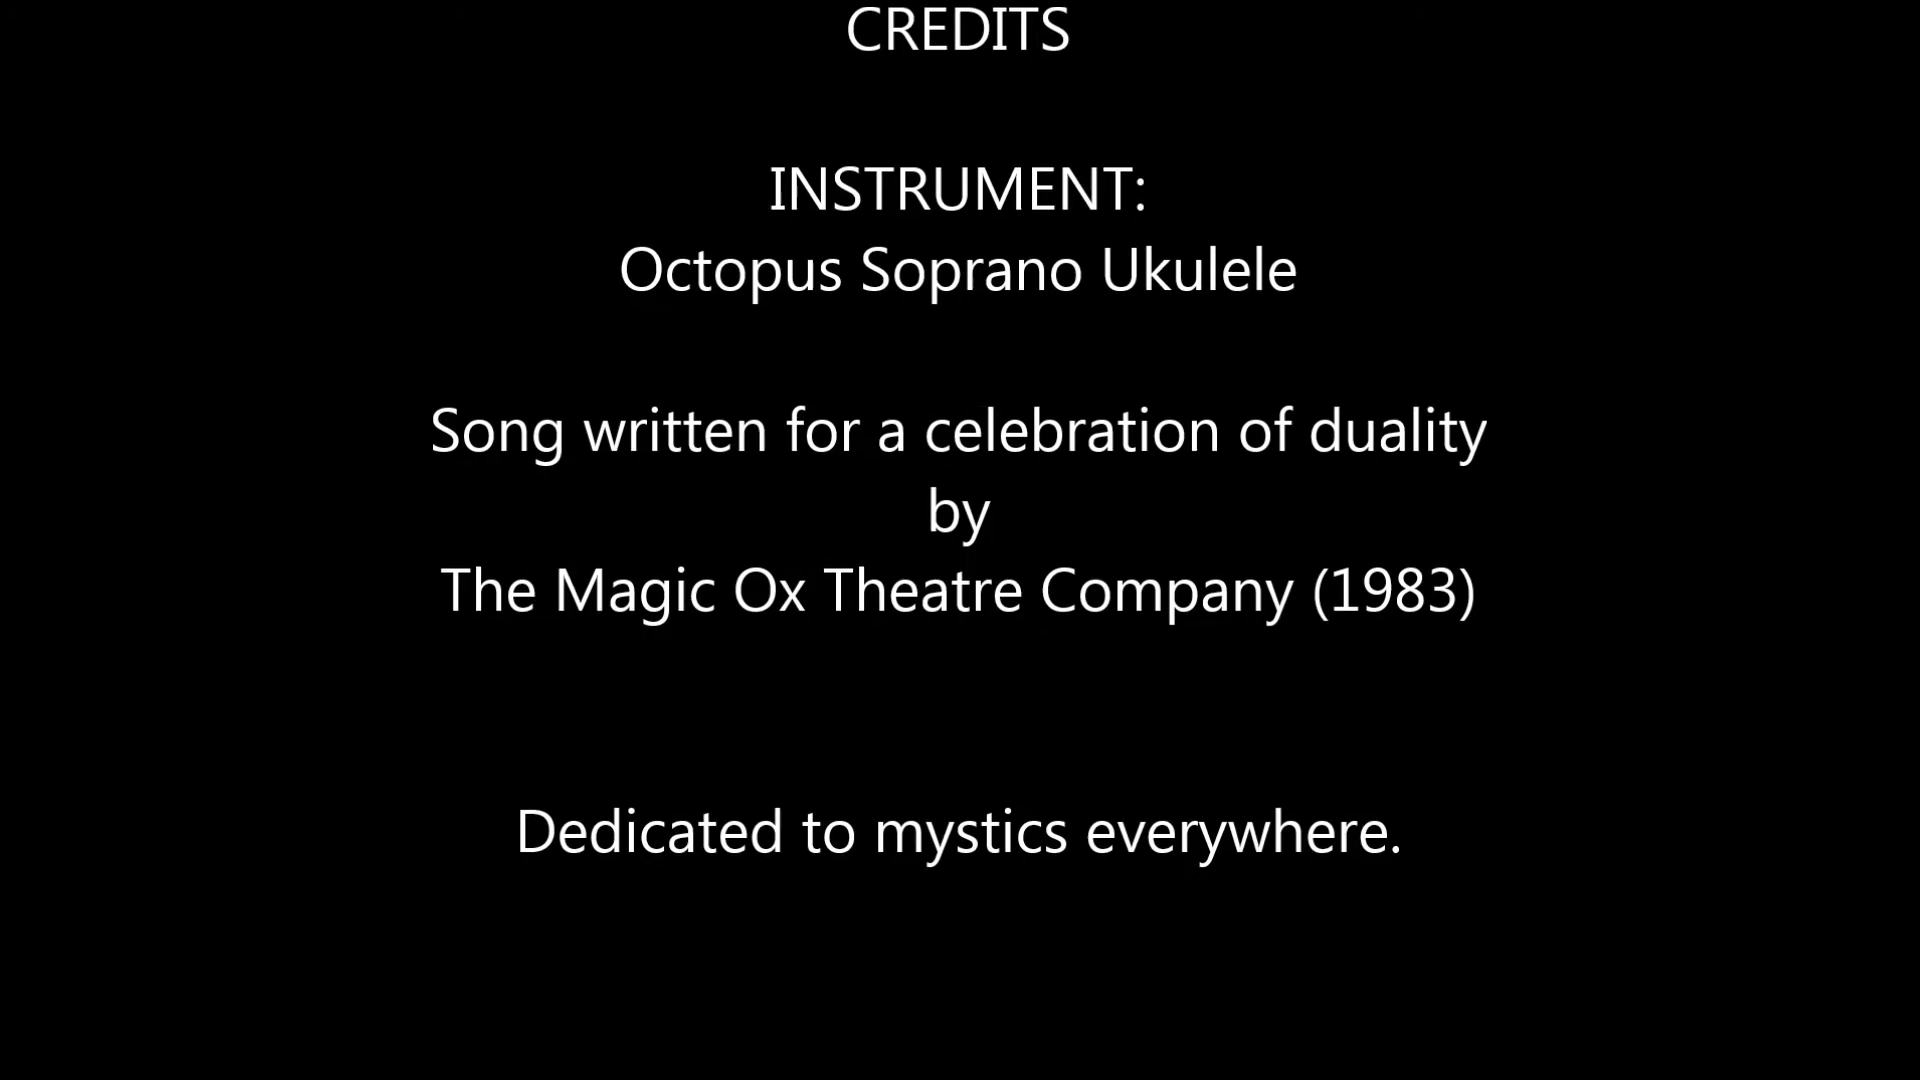 CREDITS
INSTRUMENT:
Octopus Soprano Ukulele
Song written for a celebration of duality
by
The Magic Ox Theatre Company (1983)
Dedicated to mystics everywhere.